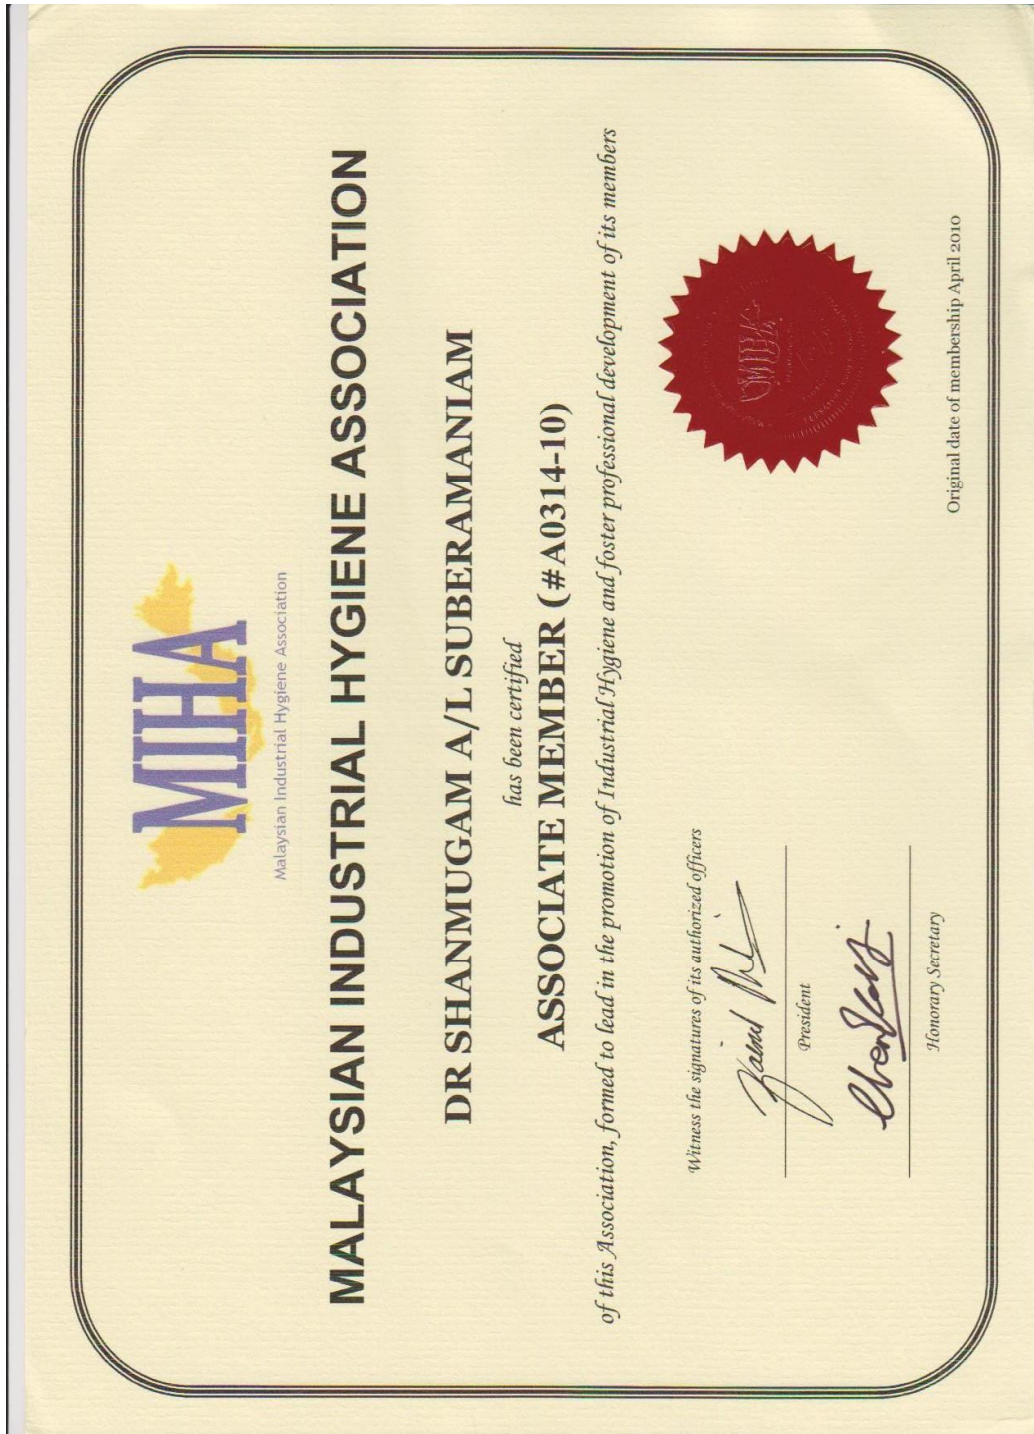 MIHA
Malaysian Industrial Hygiene Association
MALAYSIAN INDUSTRIAL HYGIENE ASSOCIATION
DR SHANMUGAM A/L SUBERAMANIAM
has been certified
ASSOCIATE MEMBER (#A0314-10)
of this Association, formed to lead in the promotion of Industrial Hygiene and foster professional development of its members
Witness the signatures of its authorized officers
President
Honorary Secretary
MIHA
Original date of membership April 2010